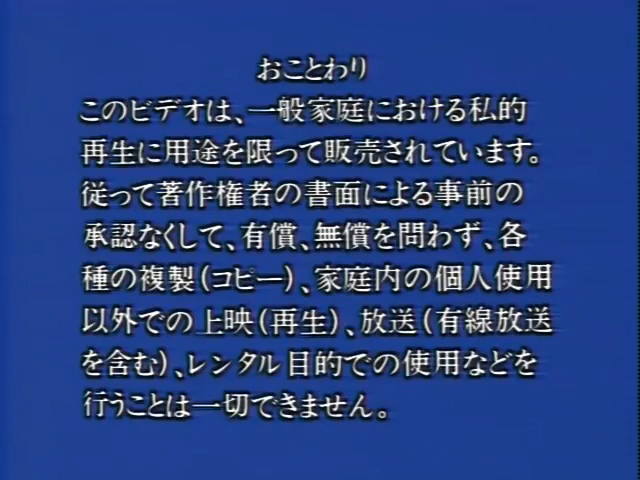 おことわり
このビデオは、一般家庭における私的
再生に用途を限って販売されています。
従って著作権者の書面による事前の
承認なくして、有償、無償を問わず、各
種の複製(コピー)、家庭内の個人使用
以外での上映(再生)、放送(有線放送
を含む)、レンタル目的での使用などを
行うことは一切できません。